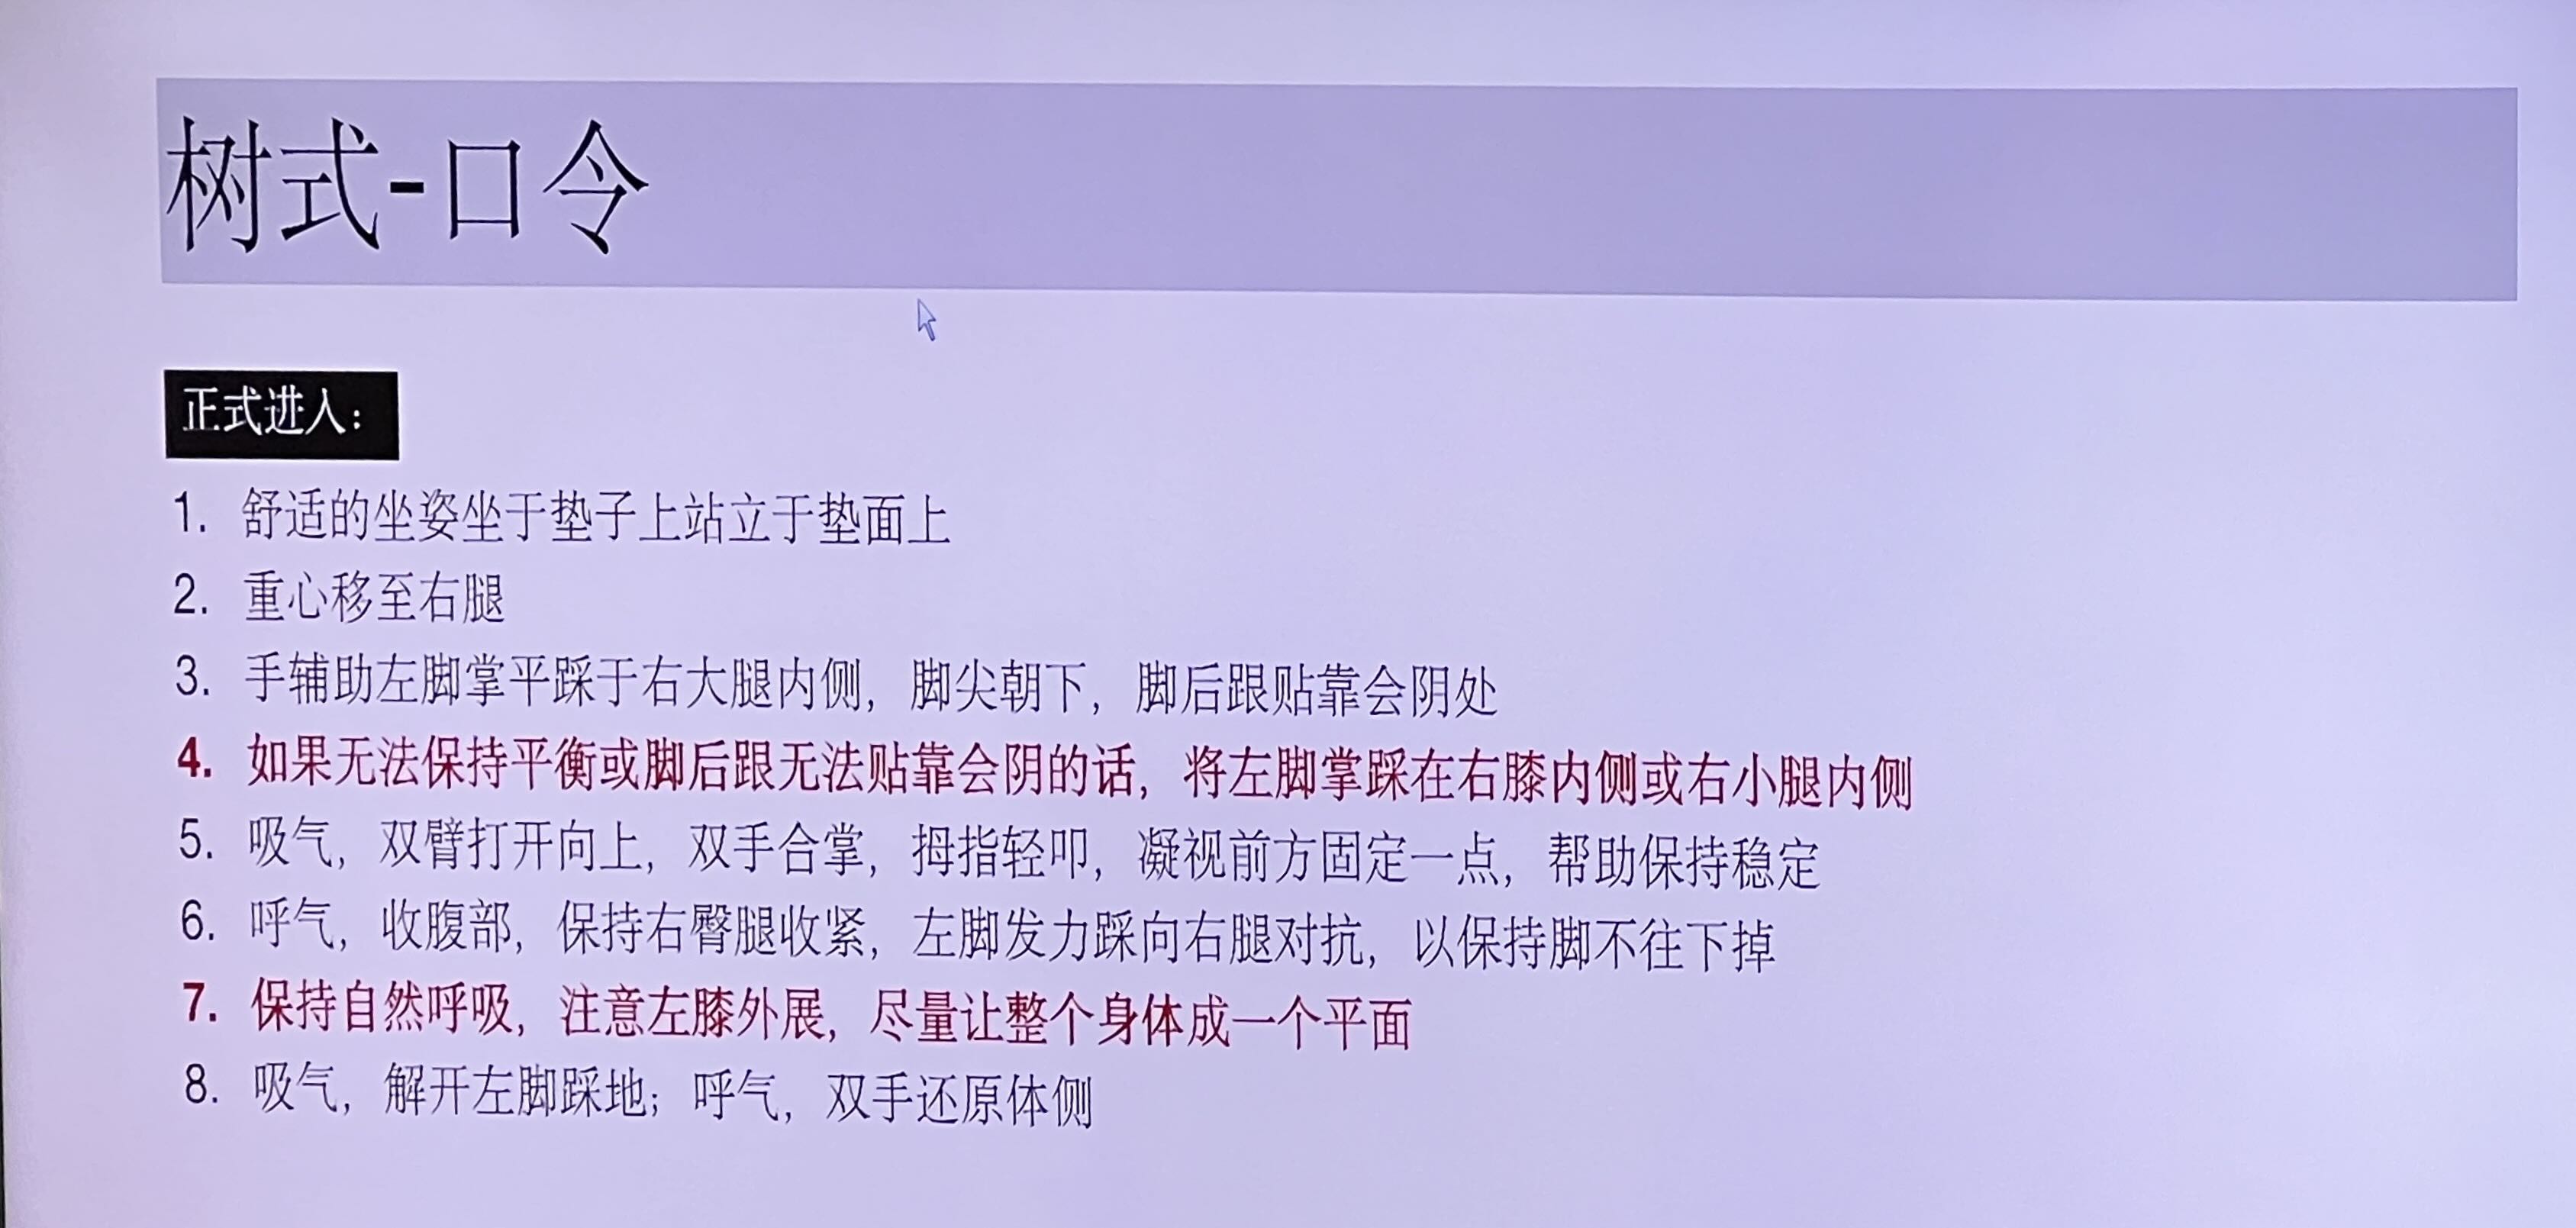 树式-口令
正式进入：
1. 舒适的坐姿坐于垫子上站立于垫面上
2. 重心移至右腿
3. 手辅助左脚掌平踩于右大腿内侧，脚尖朝下，脚后跟贴靠会阴处
4. 如果无法保持平衡或脚后跟无法贴靠会阴的话，将左脚掌踩在右膝内侧或右小腿内侧
5. 吸气，双臂打开向上，双手合掌，拇指轻叩，凝视前方固定一点，帮助保持稳定
6. 呼气，收腹部，保持右臀腿收紧，左脚发力踩向右腿对抗，以保持脚不往下掉
7. 保持自然呼吸，注意左膝外展，尽量让整个身体成一个平面
8. 吸气，解开左脚踩地；呼气，双手还原体侧